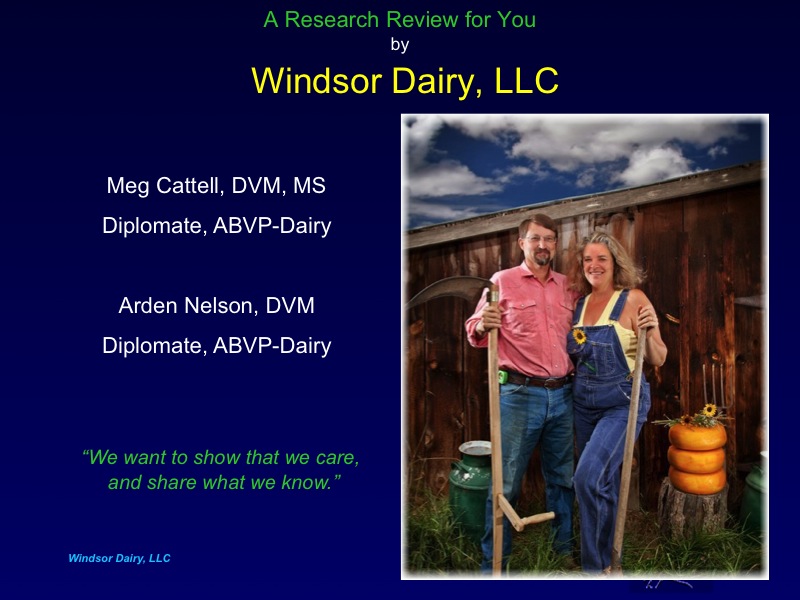 A Research Review for You
by
Windsor Dairy, LLC
Meg Cattell, DVM, MS
Diplomate, ABVP-Dairy
Arden Nelson, DVM
Diplomate, ABVP-Dairy
“We want to show that we care,
and share what we know.”
Windsor Dairy, LLC